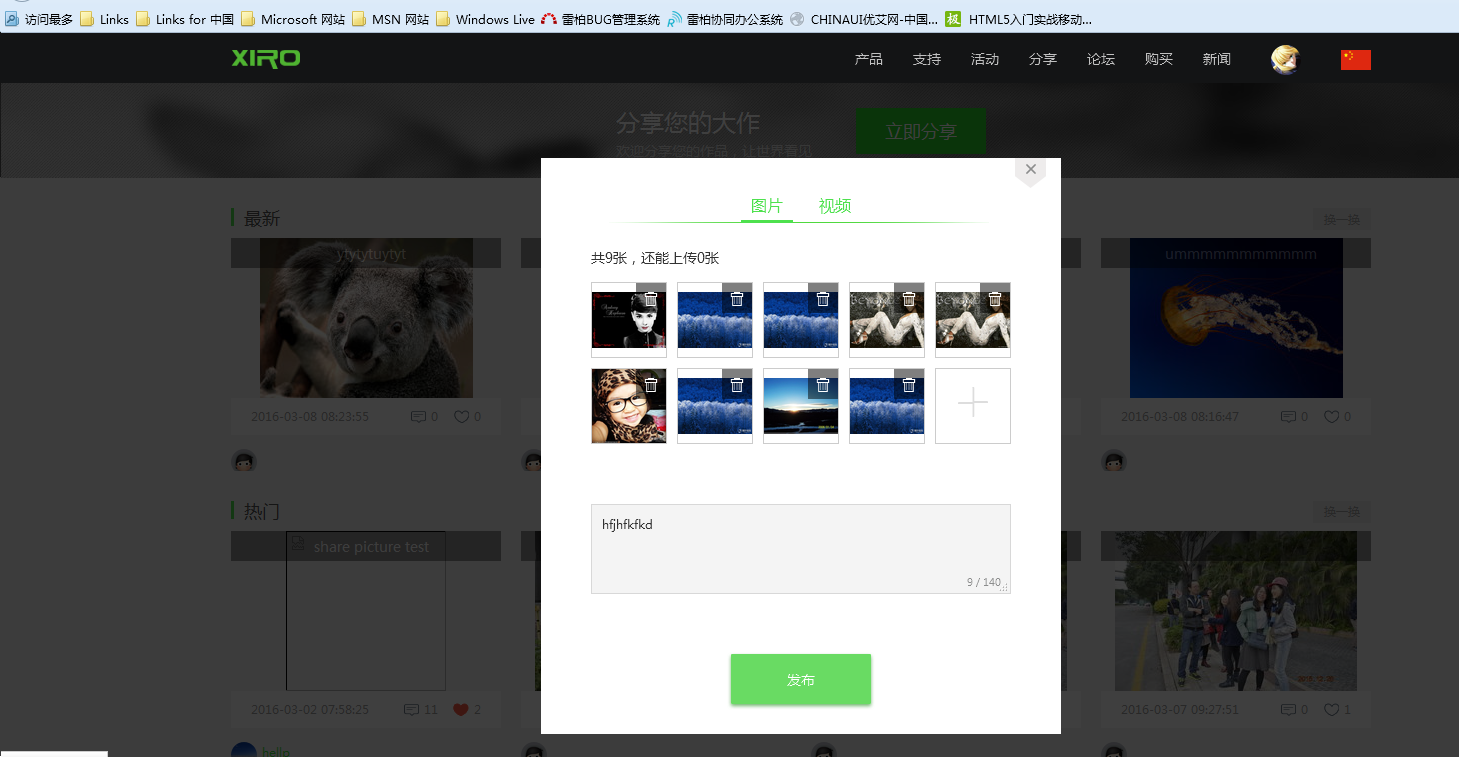 访问最多 Links Links for 中国 Microsoft 网站 MSN 网站 Windows Live 雷柏BUG管理系统 雷柏协同办公系统 CHINAUI优艾网-中国... HTML5入门实战移动...
XIRO 产品 支持 活动 分享 论坛 购买 新闻
分享您的大作 立即分享
欢迎分享您的作品，让世界看见
图片 视频
最新 换一换
ytytytuytyt
共9张，还能上传0张
2016-03-08 08:23:55 0 0
2016-03-08 08:16:47 0 0
热门 换一换
share picture test
hfjhfkfkd
9 / 140
发布
2016-03-02 07:58:25 11 2
2016-03-07 09:27:51 0 1
hello